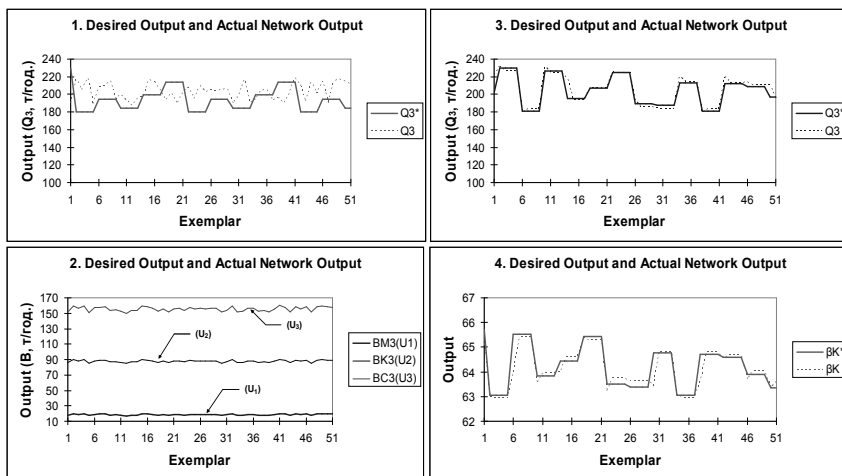 1. Desired Output and Actual Network Output
Output (Q3, т/год.)
240
220
200
180
160
140
120
100
1 6 11 16 21 26 31 36 41 46 51
Exemplar
Q3*
Q3
3. Desired Output and Actual Network Output
Output (Q3, т/год.)
240
220
200
180
160
140
120
100
1 6 11 16 21 26 31 36 41 46 51
Exemplar
Q3*
Q3
2. Desired Output and Actual Network Output
Output (B, т/год.)
170
150
130
110
90
70
50
30
10
(U3)
(U2)
(U1)
1 6 11 16 21 26 31 36 41 46 51
Exemplar
BM3(U1)
BK3(U2)
BC3(U3)
4. Desired Output and Actual Network Output
Output
67
66
65
64
63
62
1 6 11 16 21 26 31 36 41 46 51
Exemplar
βK*
βK